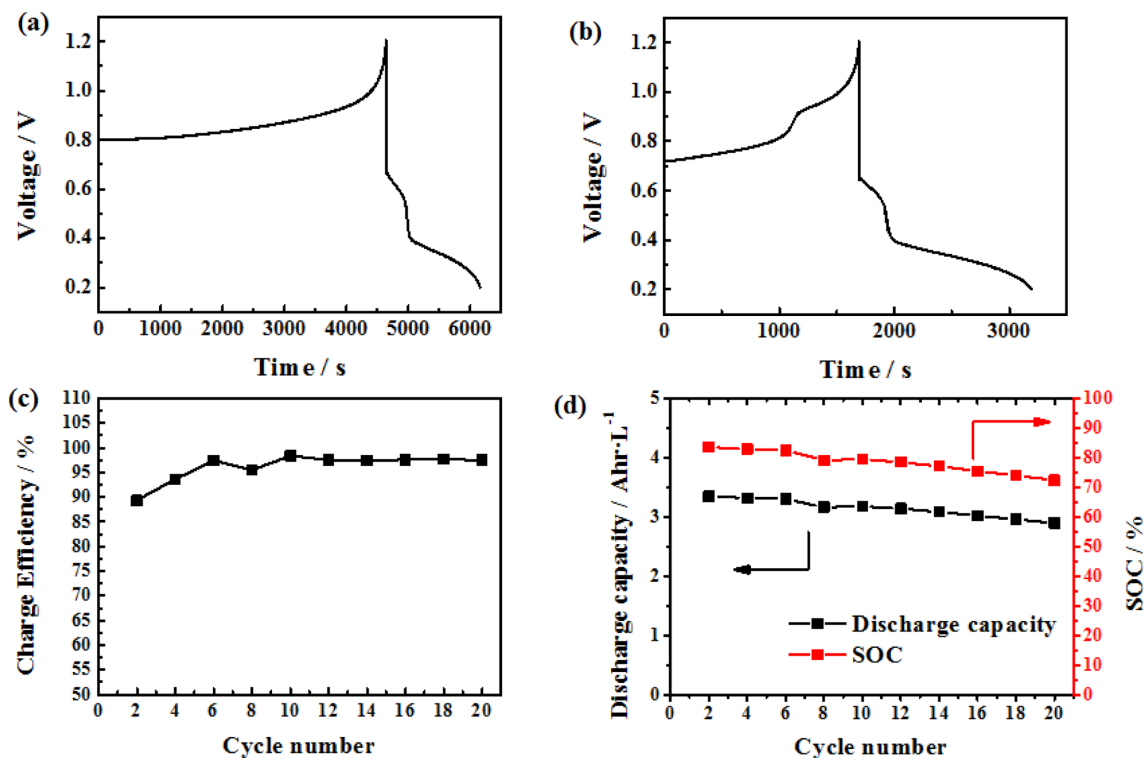 (a)
1.2
1.0
0.8
0.6
0.4
0.2
Voltage / V
0 1000 2000 3000 4000 5000 6000
Time / s
(b)
1.2
1.0
0.8
0.6
0.4
0.2
Voltage / V
0 1000 2000 3000
Time / s
(c)
110
105
100
95
90
85
80
75
70
65
60
55
50
Charge Efficiency / %
0 2 4 6 8 10 12 14 16 18 20
Cycle number
(d)
5
4
3
2
1
0
Discharge capacity / Ahr·L⁻¹
Discharge capacity
SOC
100
90
80
70
60
50
40
30
20
10
0
SOC / %
0 2 4 6 8 10 12 14 16 18 20
Cycle number